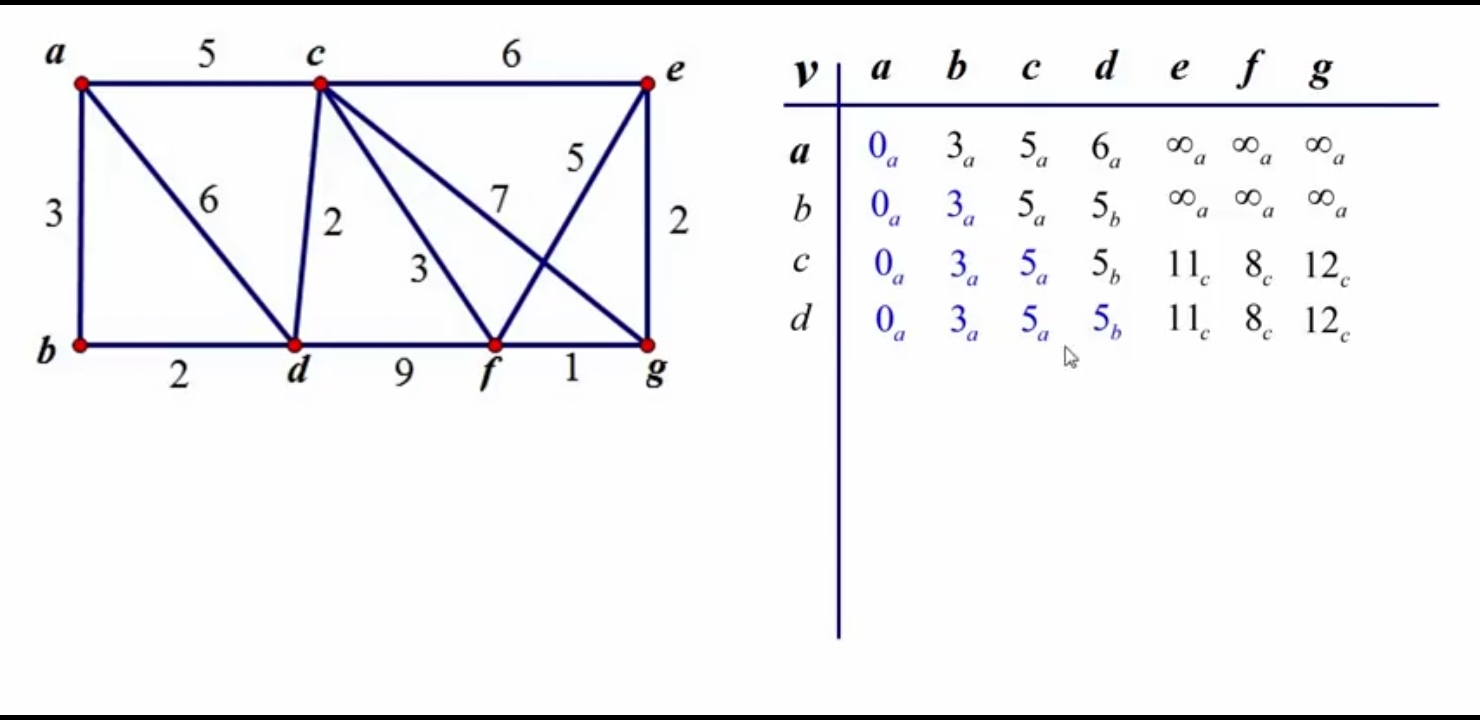 a 5 c 6 e
3 6 2 3 7 5 2
b 2 d 9 f 1 g
v a b c d e f g
a 0a 3a 5a 6a ∞a ∞a ∞a
b 0a 3a 5a 5b ∞a ∞a ∞a
c 0a 3a 5a 5b 11c 8c 12c
d 0a 3a 5a 5b 11c 8c 12c